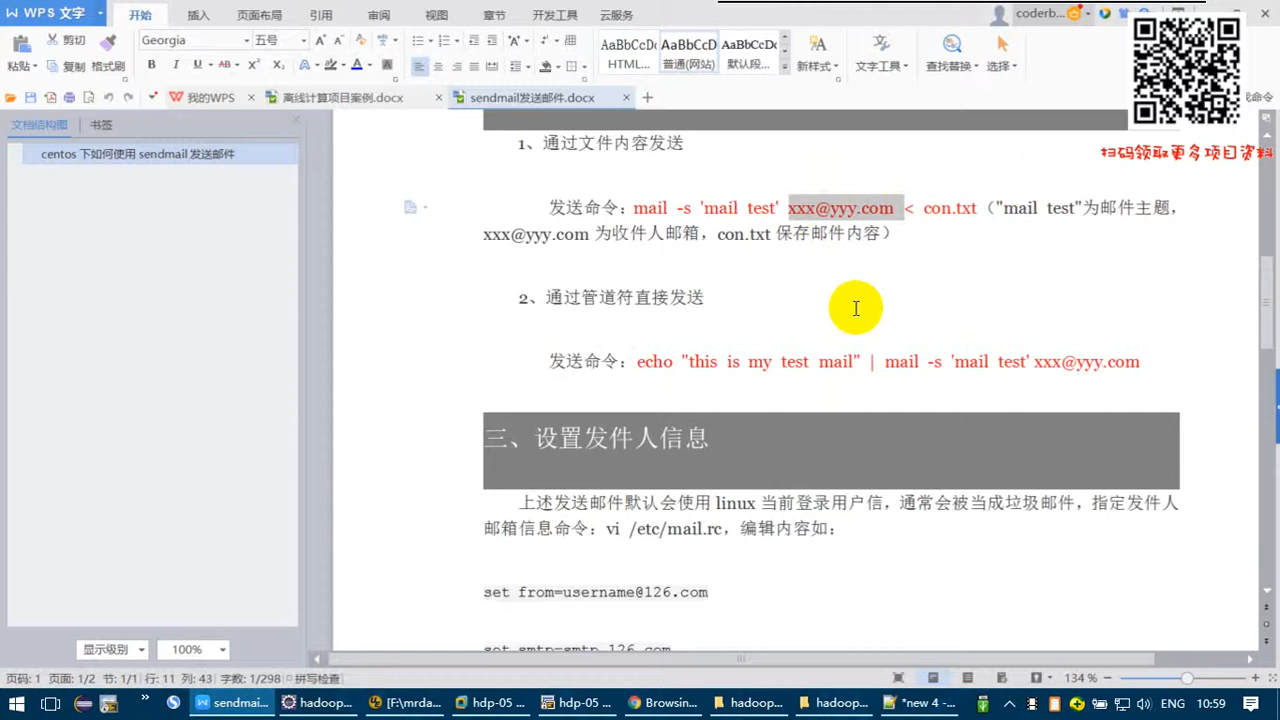 WPS 文字
开始
插入
页面布局
引用
审阅
视图
章节
开发工具
云服务
coderb...
剪切
粘贴
复制
格式刷
Georgia
五号
AaBbCcDc
AaBbCcD
AaBbCcDc
HTML...
普通(网站)
默认段...
新样式
文字工具
查找替换
选择
我的WPS
离线计算项目案例.docx
sendmail发送邮件.docx
找命令
扫码领取更多项目资料
文档结构图
书签
centos 下如何使用 sendmail 发送邮件
1、通过文件内容发送
发送命令：mail -s 'mail test' xxx@yyy.com < con.txt（"mail test"为邮件主题，
xxx@yyy.com 为收件人邮箱，con.txt 保存邮件内容）
2、通过管道符直接发送
发送命令：echo "this is my test mail" | mail -s 'mail test' xxx@yyy.com
三、设置发件人信息
上述发送邮件默认会使用 linux 当前登录用户信，通常会被当成垃圾邮件，指定发件人
邮箱信息命令：vi /etc/mail.rc，编辑内容如：
set from=username@126.com
set smtp=smtp.126.com
显示级别
100%
页码: 1 页面: 1/2 节: 1/1 行: 11 列: 43 字数: 1/298 拼写检查
134 %
sendmai...
hadoop...
[F:\mrda...
hdp-05 ...
hdp-05 ...
Browsin...
hadoop...
hadoop...
*new 4 -...
10:59